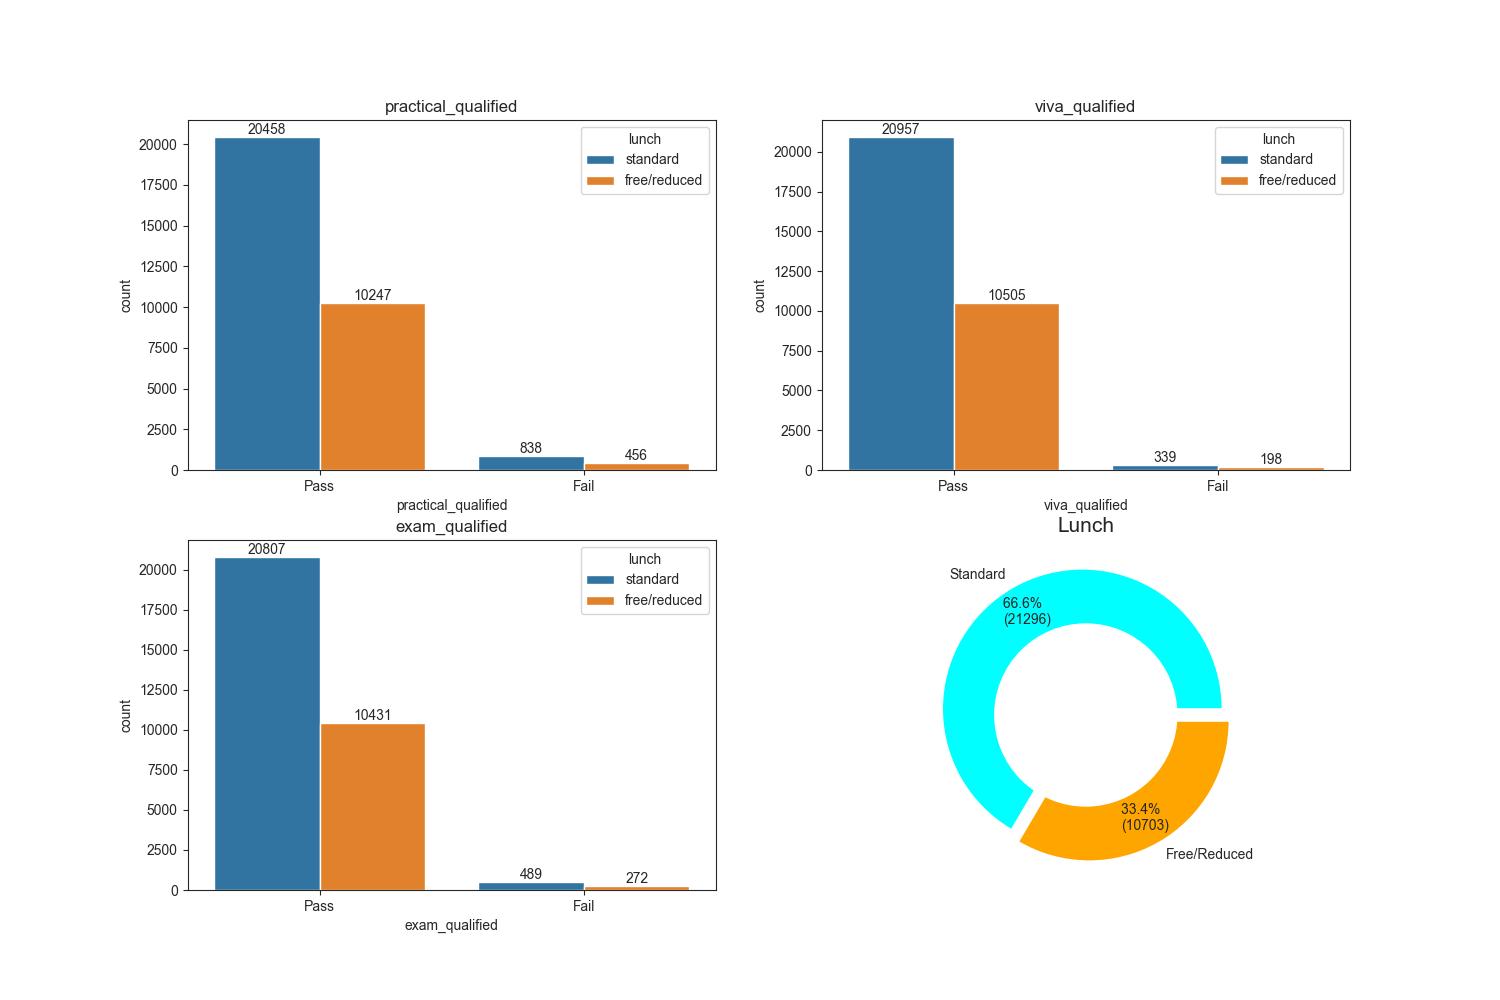 practical_qualified
20458
10247
838
456
lunch
standard
free/reduced
count
20000
17500
15000
12500
10000
7500
5000
2500
0
Pass
Fail
practical_qualified
viva_qualified
20957
10505
339
198
lunch
standard
free/reduced
count
20000
17500
15000
12500
10000
7500
5000
2500
0
Pass
Fail
viva_qualified
exam_qualified
20807
10431
489
272
lunch
standard
free/reduced
count
20000
17500
15000
12500
10000
7500
5000
2500
0
Pass
Fail
exam_qualified
Lunch
Standard
66.6%
(21296)
33.4%
(10703)
Free/Reduced